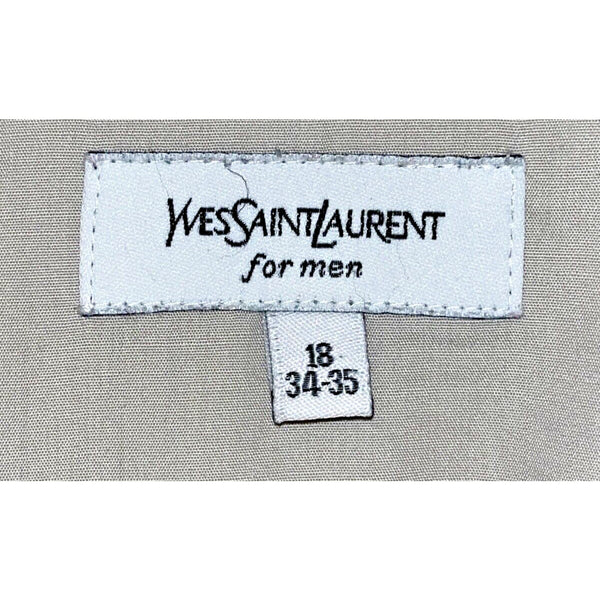 YVESSAINTLAURENT
for men
18
34-35